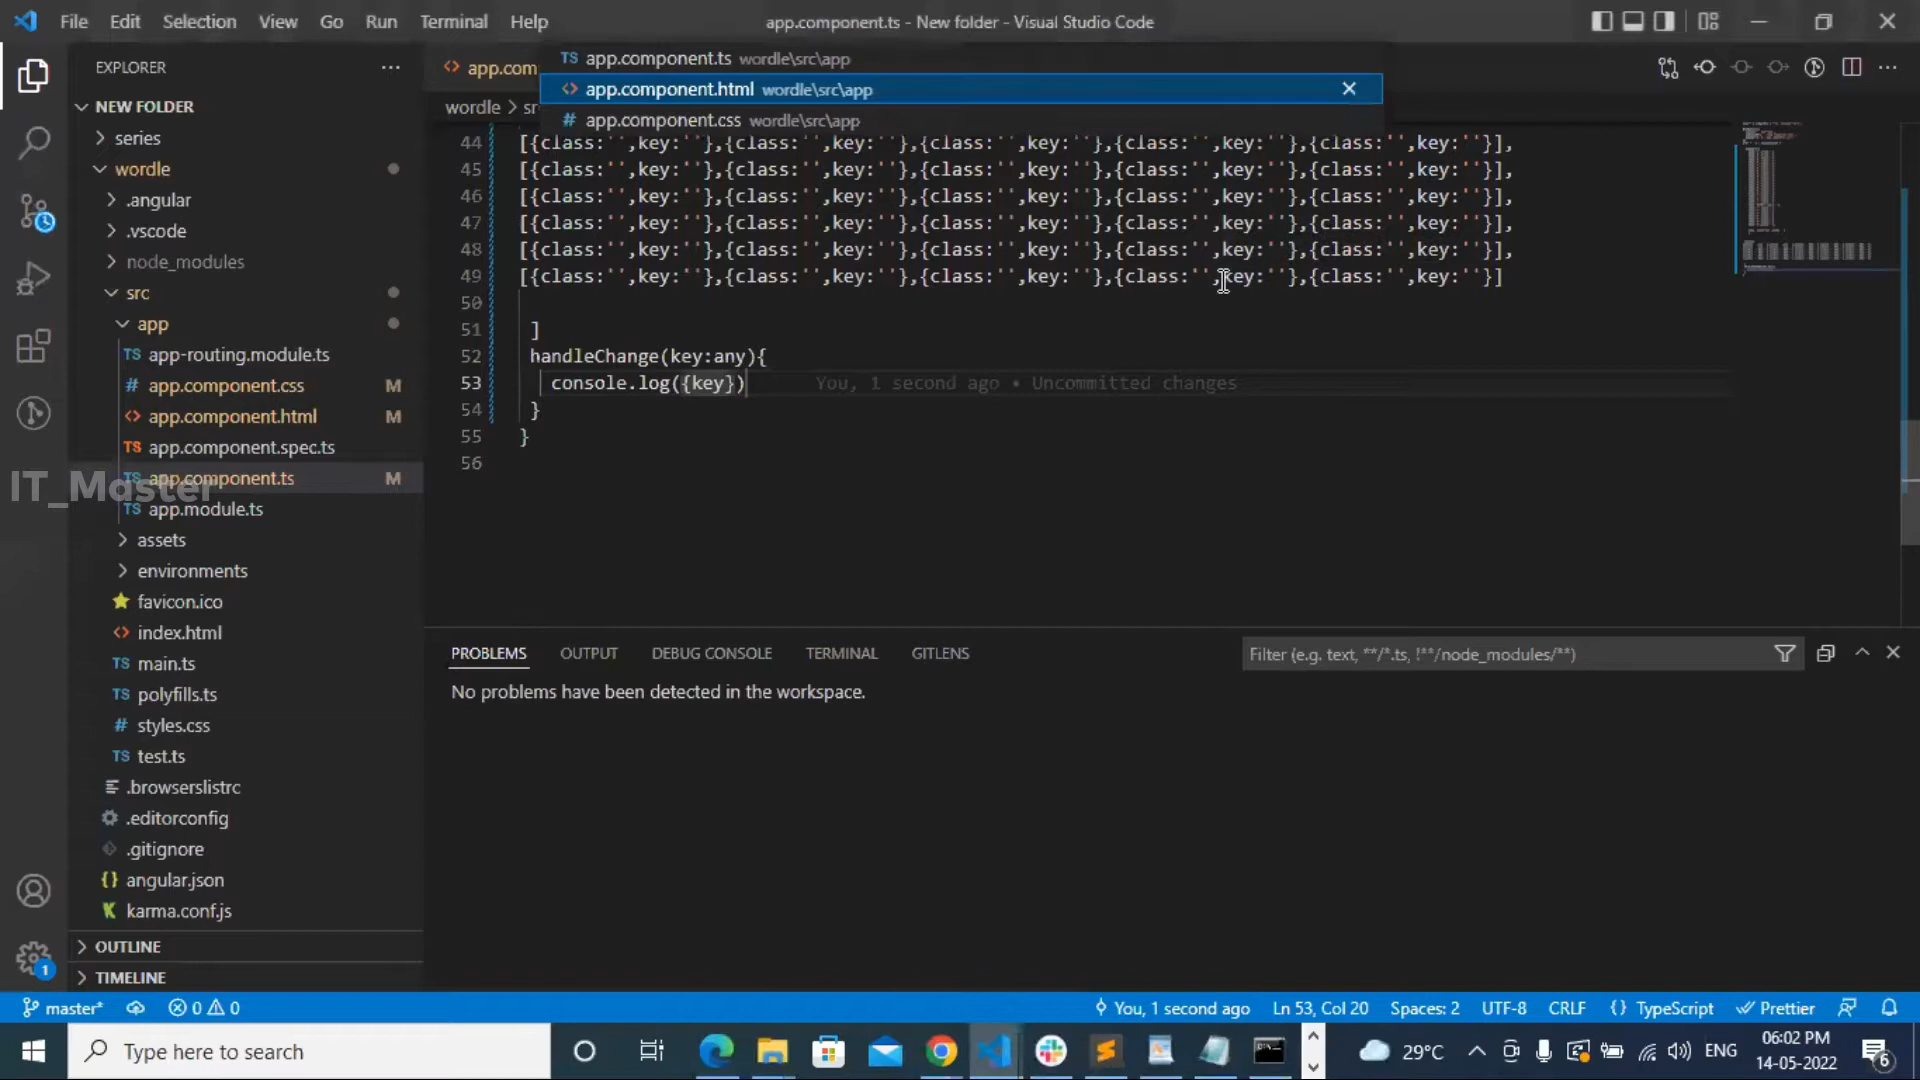 File Edit Selection View Go Run Terminal Help app.component.ts - New folder - Visual Studio Code
EXPLORER
NEW FOLDER
series
wordle
.angular
.vscode
node_modules
src
app
TS app-routing.module.ts
# app.component.css M
<> app.component.html M
TS app.component.spec.ts
TS app.component.ts M
TS app.module.ts
assets
environments
favicon.ico
<> index.html
TS main.ts
TS polyfills.ts
# styles.css
TS test.ts
.browserslistrc
.editorconfig
.gitignore
{} angular.json
karma.conf.js
OUTLINE
TIMELINE
IT_Master
<> app.com
TS app.component.ts wordle\src\app
<> app.component.html wordle\src\app
# app.component.css wordle\src\app
wordle > sr
44 [{class:'',key:''},{class:'',key:''},{class:'',key:''},{class:'',key:''},{class:'',key:''}],
45 [{class:'',key:''},{class:'',key:''},{class:'',key:''},{class:'',key:''},{class:'',key:''}],
46 [{class:'',key:''},{class:'',key:''},{class:'',key:''},{class:'',key:''},{class:'',key:''}],
47 [{class:'',key:''},{class:'',key:''},{class:'',key:''},{class:'',key:''},{class:'',key:''}],
48 [{class:'',key:''},{class:'',key:''},{class:'',key:''},{class:'',key:''},{class:'',key:''}],
49 [{class:'',key:''},{class:'',key:''},{class:'',key:''},{class:'',key:''},{class:'',key:''}]
50
51 ]
52 handleChange(key:any){
53 console.log({key}) You, 1 second ago • Uncommitted changes
54 }
55 }
56
PROBLEMS OUTPUT DEBUG CONSOLE TERMINAL GITLENS Filter (e.g. text, **/*.ts, !**/node_modules/**)
No problems have been detected in the workspace.
1
master* 0 0 You, 1 second ago Ln 53, Col 20 Spaces: 2 UTF-8 CRLF {} TypeScript Prettier
Type here to search 29°C ENG 06:02 PM
14-05-2022 6